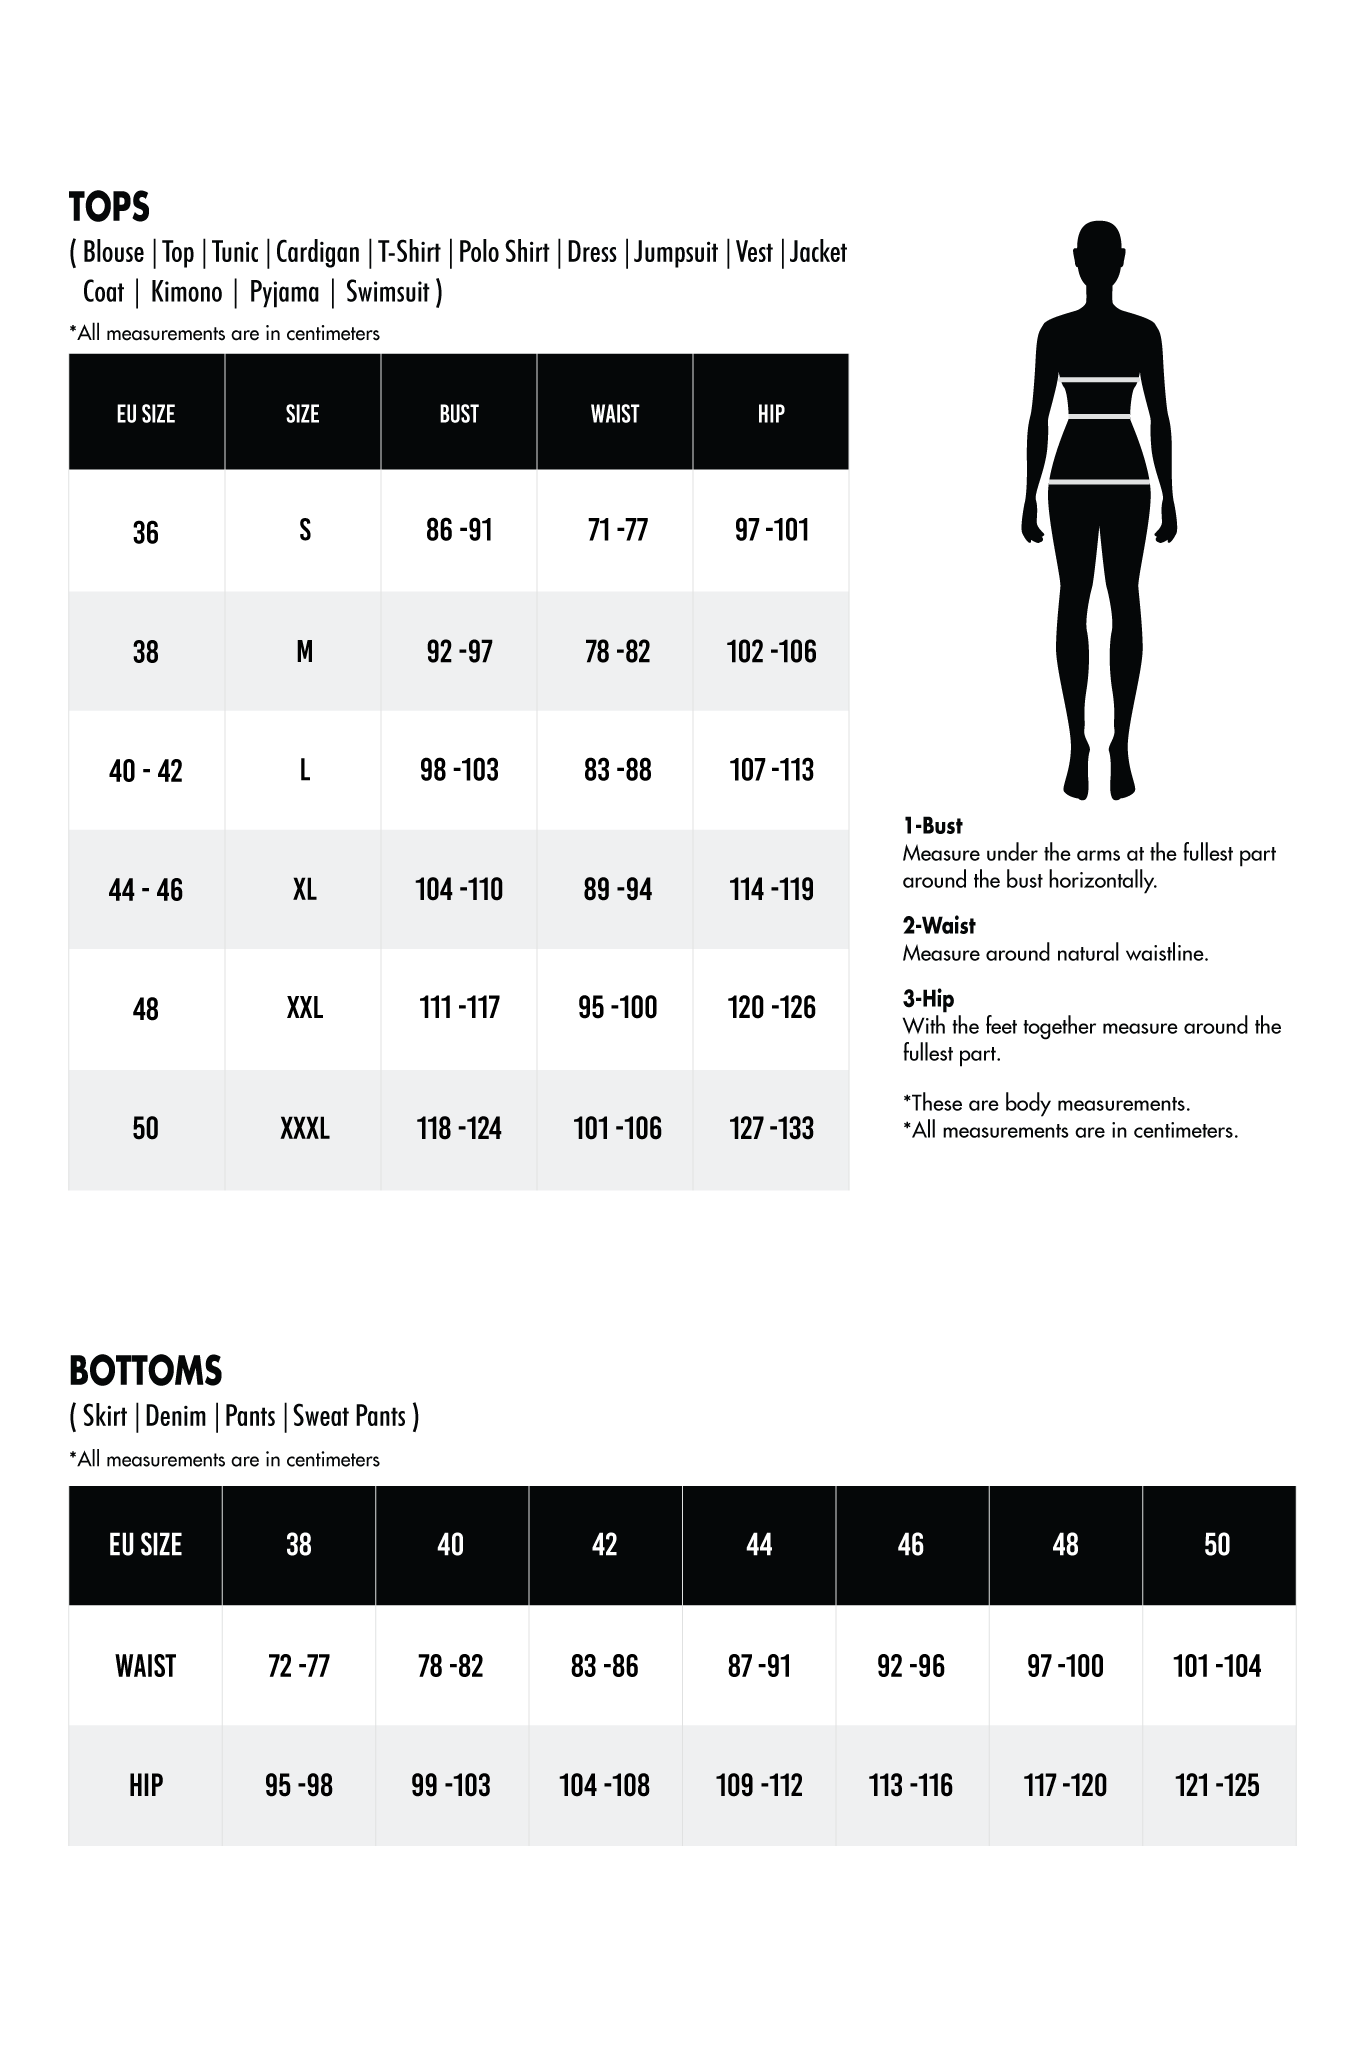 TOPS
( Blouse | Top | Tunic | Cardigan | T-Shirt | Polo Shirt | Dress | Jumpsuit | Vest | Jacket
Coat | Kimono | Pyjama | Swimsuit )
*All measurements are in centimeters
EU SIZE SIZE BUST WAIST HIP
36 S 86 -91 71 -77 97 -101
38 M 92 -97 78 -82 102 -106
40 - 42 L 98 -103 83 -88 107 -113
44 - 46 XL 104 -110 89 -94 114 -119
48 XXL 111 -117 95 -100 120 -126
50 XXXL 118 -124 101 -106 127 -133
1-Bust
Measure under the arms at the fullest part
around the bust horizontally.
2-Waist
Measure around natural waistline.
3-Hip
With the feet together measure around the
fullest part.
*These are body measurements.
*All measurements are in centimeters.
BOTTOMS
( Skirt | Denim | Pants | Sweat Pants )
*All measurements are in centimeters
EU SIZE 38 40 42 44 46 48 50
WAIST 72 -77 78 -82 83 -86 87 -91 92 -96 97 -100 101 -104
HIP 95 -98 99 -103 104 -108 109 -112 113 -116 117 -120 121 -125